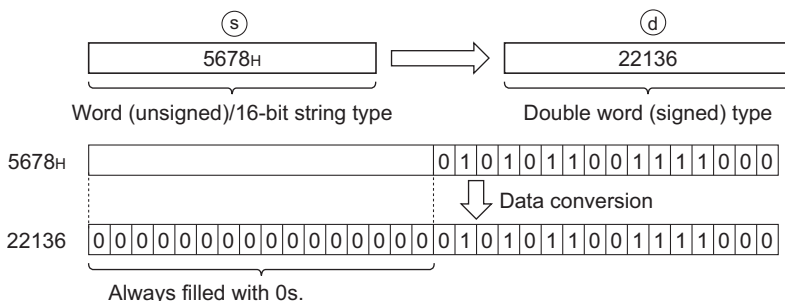 s d
5678H 22136
Word (unsigned)/16-bit string type Double word (signed) type
5678H 0 1 0 1 0 1 1 0 0 1 1 1 1 0 0 0
Data conversion
22136 0 0 0 0 0 0 0 0 0 0 0 0 0 0 0 0 0 1 0 1 0 1 1 0 0 1 1 1 1 0 0 0
Always filled with 0s.